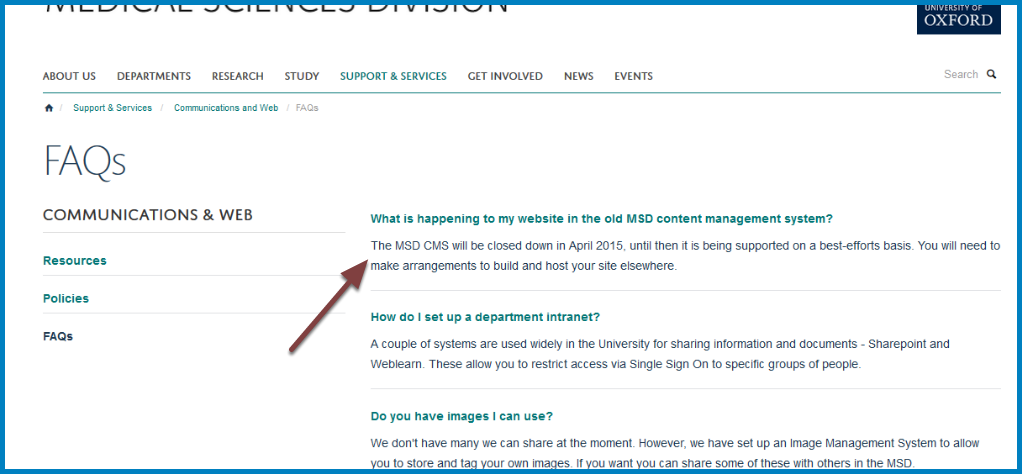 MEDICAL SCIENCES DIVISION
UNIVERSITY OF
OXFORD
ABOUT US DEPARTMENTS RESEARCH STUDY SUPPORT & SERVICES GET INVOLVED NEWS EVENTS Search
/ Support & Services / Communications and Web / FAQs
FAQs
COMMUNICATIONS & WEB
Resources
Policies
FAQs
What is happening to my website in the old MSD content management system?
The MSD CMS will be closed down in April 2015, until then it is being supported on a best-efforts basis. You will need to
make arrangements to build and host your site elsewhere.
How do I set up a department intranet?
A couple of systems are used widely in the University for sharing information and documents - Sharepoint and
Weblearn. These allow you to restrict access via Single Sign On to specific groups of people.
Do you have images I can use?
We don't have many we can share at the moment. However, we have set up an Image Management System to allow
you to store and tag your own images. If you want you can share some of these with others in the MSD.